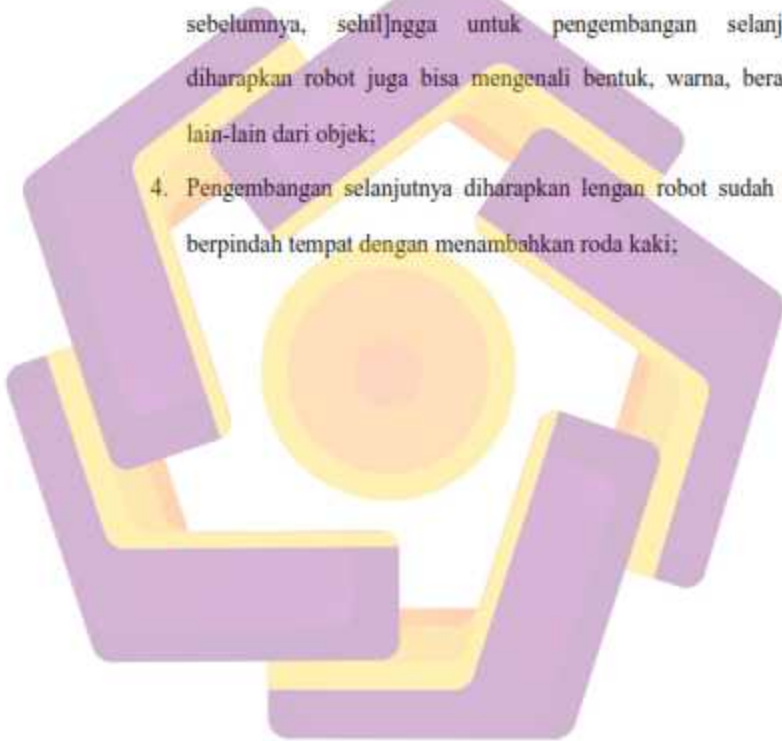 sebelumnya, sehil]ngga untuk pengembangan selanj
diharapkan robot juga bisa mengenali bentuk, warna, bera
lain-lain dari objek;
4. Pengembangan selanjutnya diharapkan lengan robot sudah
berpindah tempat dengan menambahkan roda kaki;